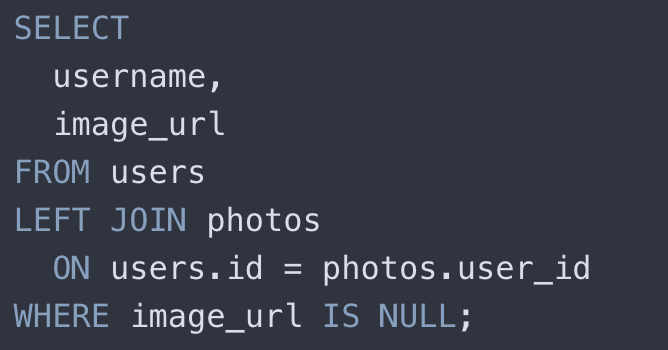 SELECT
  username,
  image_url
FROM users
LEFT JOIN photos
  ON users.id = photos.user_id
WHERE image_url IS NULL;